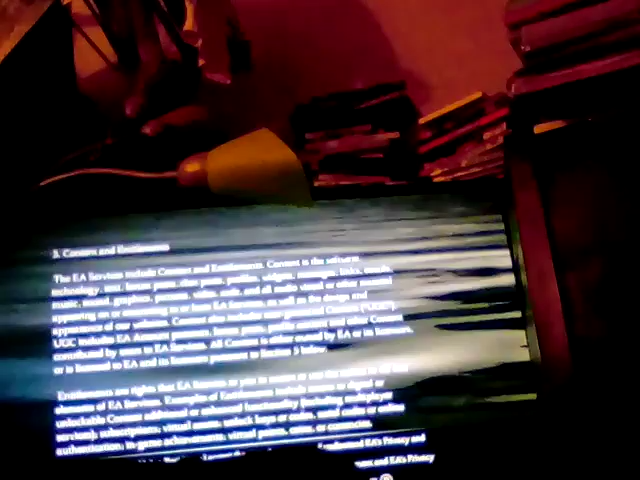 3. Content and Entitlements
The EA Services include Content and Entitlements. Content is the software,
technology, text, forum posts, chat posts, profiles, widgets, messages, links, emails,
music, sound, graphics, pictures, video, code and all audio visual or other material
appearing on or emanating to or from EA Services, as well as the design and
appearance of our websites. Content also includes user-generated Content ("UGC").
UGC includes EA Account personas, forum posts, profile content and other Content
contributed by users to EA Services. All Content is either owned by EA or its licensors,
or is licensed to EA and its licensors pursuant to Section 5 below.
Entitlements are rights that EA licenses to you to access or use the
elements of EA Services. Examples of Entitlements include access to digital or
unlockable Content; additional or enhanced functionality (including multiplayer
services); subscriptions; virtual assets; unlock keys or codes, serial codes or online
authentication; in-game achievements; virtual points, coins, or currencies
EA's Privacy and
and EA's Privacy